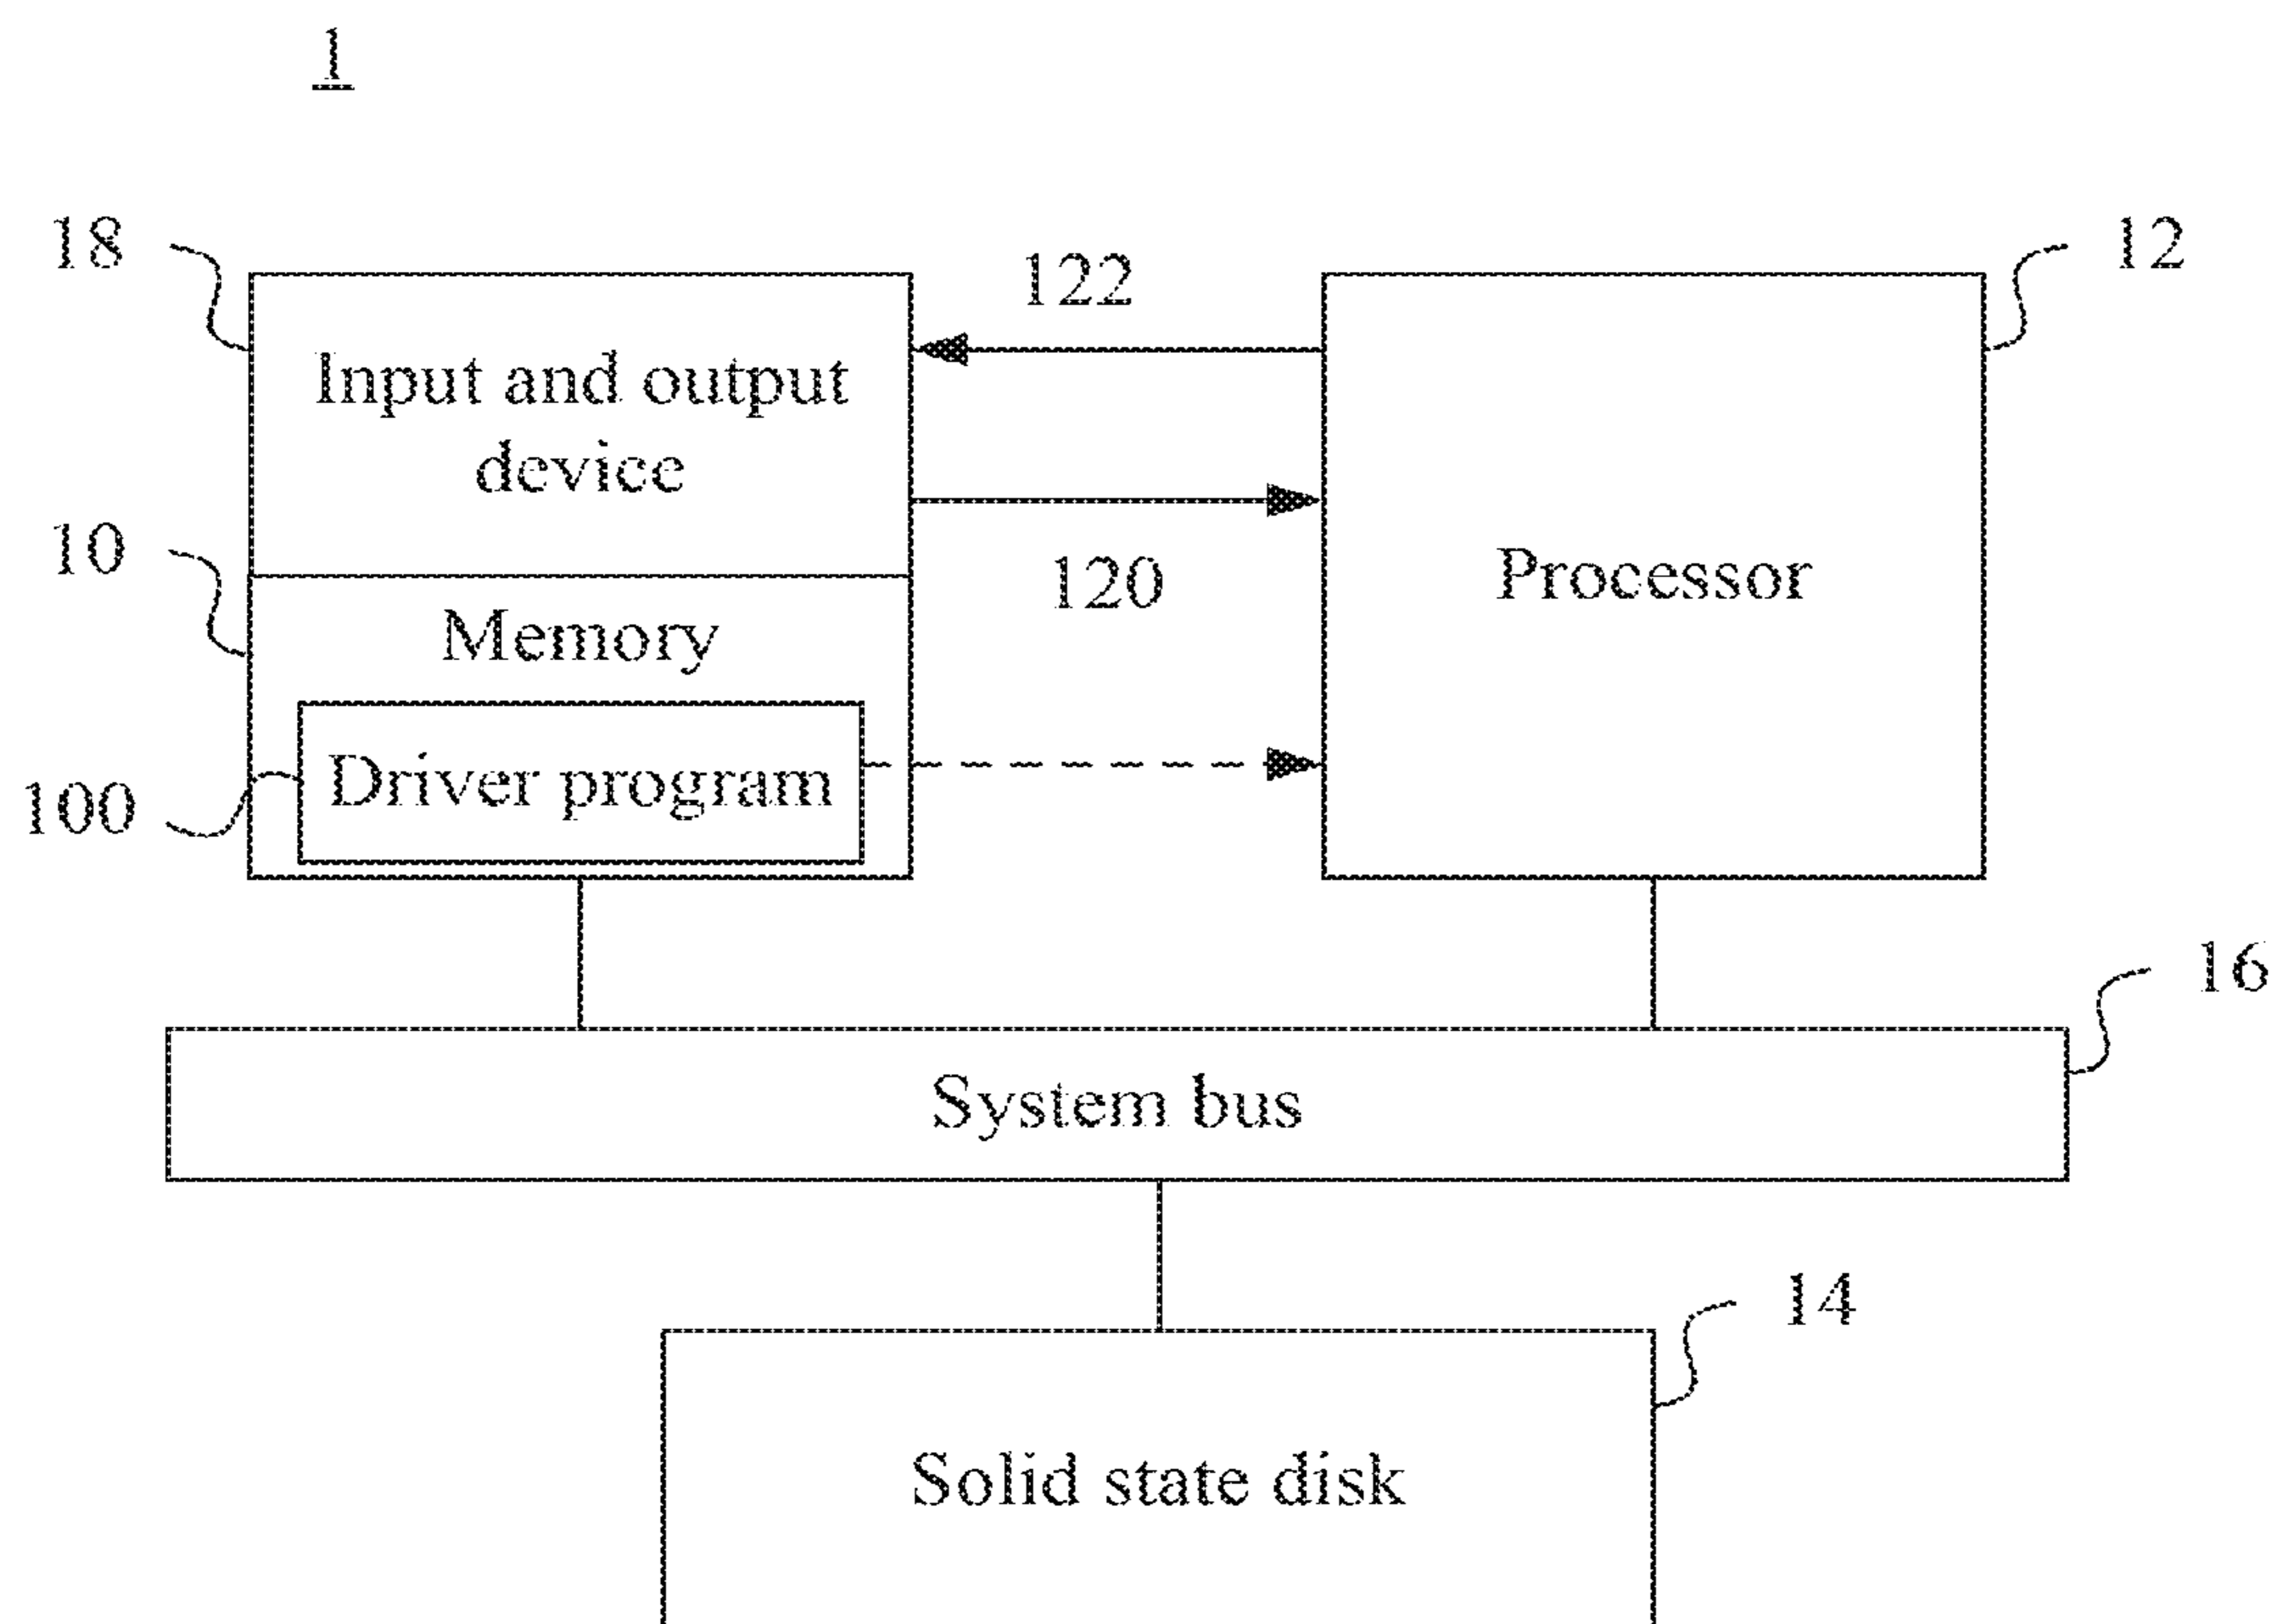 1
18
122
12
Input and output
device
10
120
Processor
Memory
Driver program
100
16
System bus
14
Solid state disk